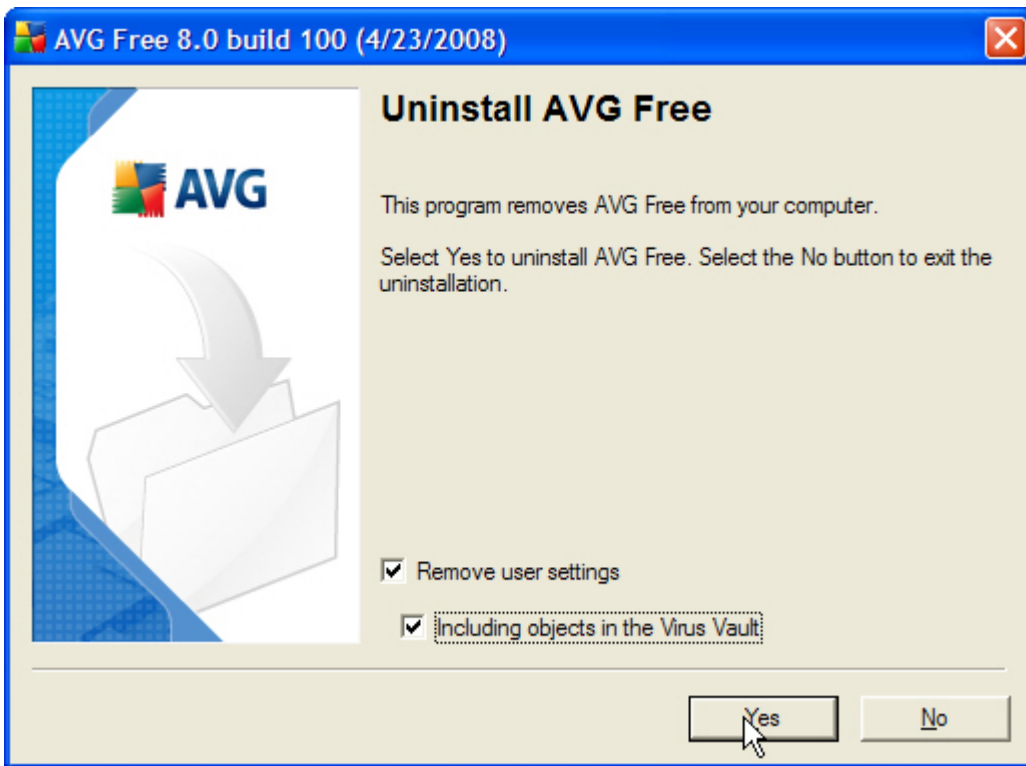 AVG Free 8.0 build 100 (4/23/2008)
AVG
Uninstall AVG Free
This program removes AVG Free from your computer.
Select Yes to uninstall AVG Free. Select the No button to exit the
uninstallation.
Remove user settings
Including objects in the Virus Vault
Yes
No